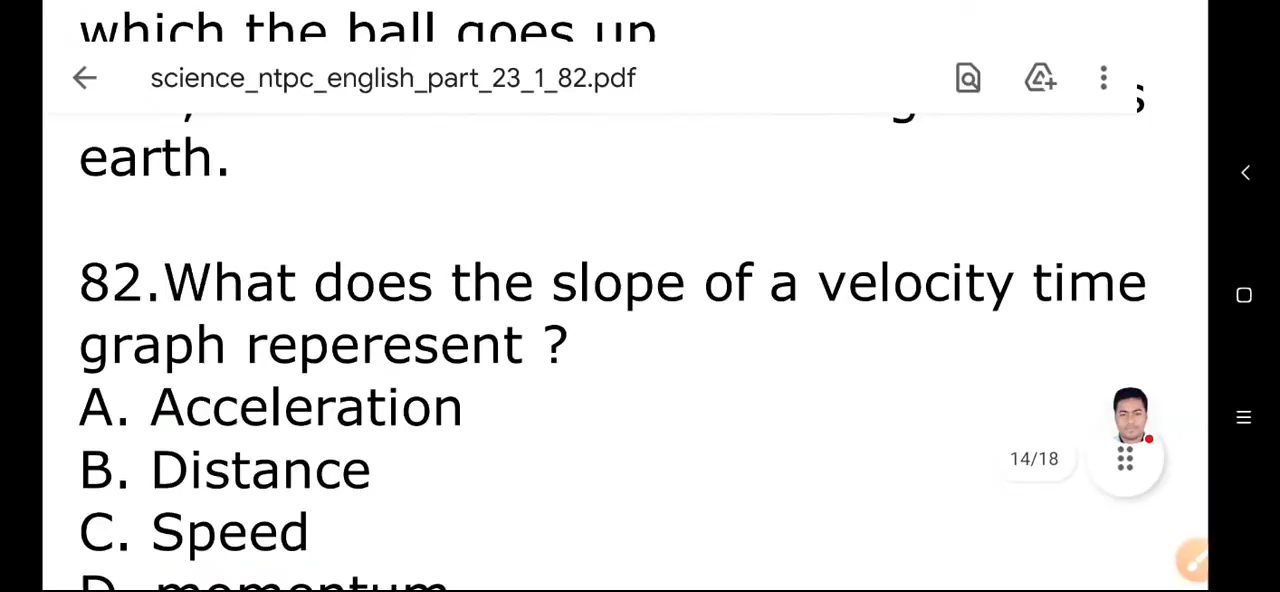 which the ball goes up
science_ntpc_english_part_23_1_82.pdf
earth.
82.What does the slope of a velocity time
graph reperesent ?
A. Acceleration
B. Distance
14/18
C. Speed
D. momentum